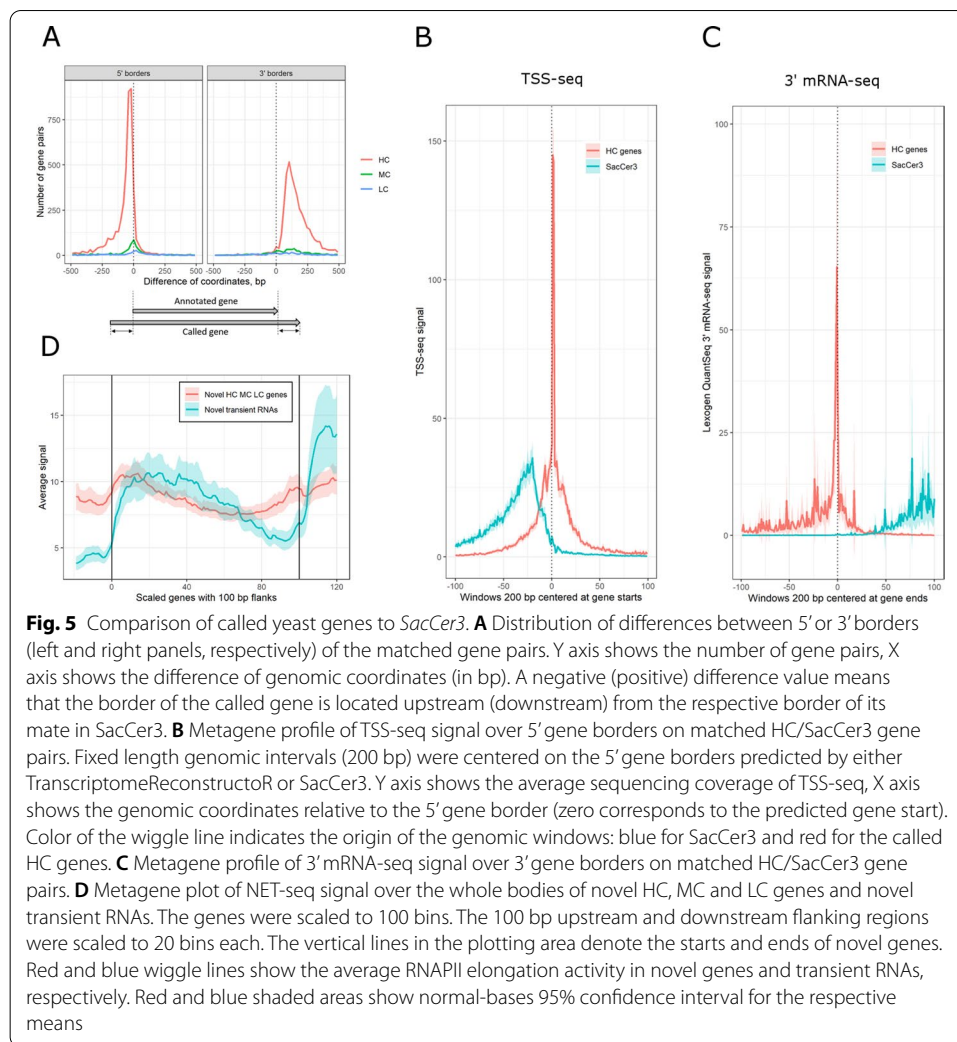 A
5' borders
3' borders
Number of gene pairs
750
500
250
0
-500
-250
0
250
500
-500
-250
0
250
500
Difference of coordinates, bp
HC
MC
LC
Annotated gene
Called gene
B
TSS-seq
TSS-seq signal
150
100
50
0
HC genes
SacCer3
-100
-50
0
50
100
Windows 200 bp centered at gene starts
C
3' mRNA-seq
Lexogen QuantSeq 3' mRNA-seq signal
100
75
50
25
0
HC genes
SacCer3
-100
-50
0
50
100
Windows 200 bp centered at gene ends
D
Average signal
15
10
5
Novel HC MC LC genes
Novel transient RNAs
0
40
80
120
Scaled genes with 100 bp flanks
Fig. 5 Comparison of called yeast genes to SacCer3. A Distribution of differences between 5' or 3' borders
(left and right panels, respectively) of the matched gene pairs. Y axis shows the number of gene pairs, X
axis shows the difference of genomic coordinates (in bp). A negative (positive) difference value means
that the border of the called gene is located upstream (downstream) from the respective border of its
mate in SacCer3. B Metagene profile of TSS-seq signal over 5' gene borders on matched HC/SacCer3 gene
pairs. Fixed length genomic intervals (200 bp) were centered on the 5' gene borders predicted by either
TranscriptomeReconstructoR or SacCer3. Y axis shows the average sequencing coverage of TSS-seq, X axis
shows the genomic coordinates relative to the 5' gene border (zero corresponds to the predicted gene start).
Color of the wiggle line indicates the origin of the genomic windows: blue for SacCer3 and red for the called
HC genes. C Metagene profile of 3' mRNA-seq signal over 3' gene borders on matched HC/SacCer3 gene
pairs. D Metagene plot of NET-seq signal over the whole bodies of novel HC, MC and LC genes and novel
transient RNAs. The genes were scaled to 100 bins. The 100 bp upstream and downstream flanking regions
were scaled to 20 bins each. The vertical lines in the plotting area denote the starts and ends of novel genes.
Red and blue wiggle lines show the average RNAPII elongation activity in novel genes and transient RNAs,
respectively. Red and blue shaded areas show normal-bases 95% confidence interval for the respective
means